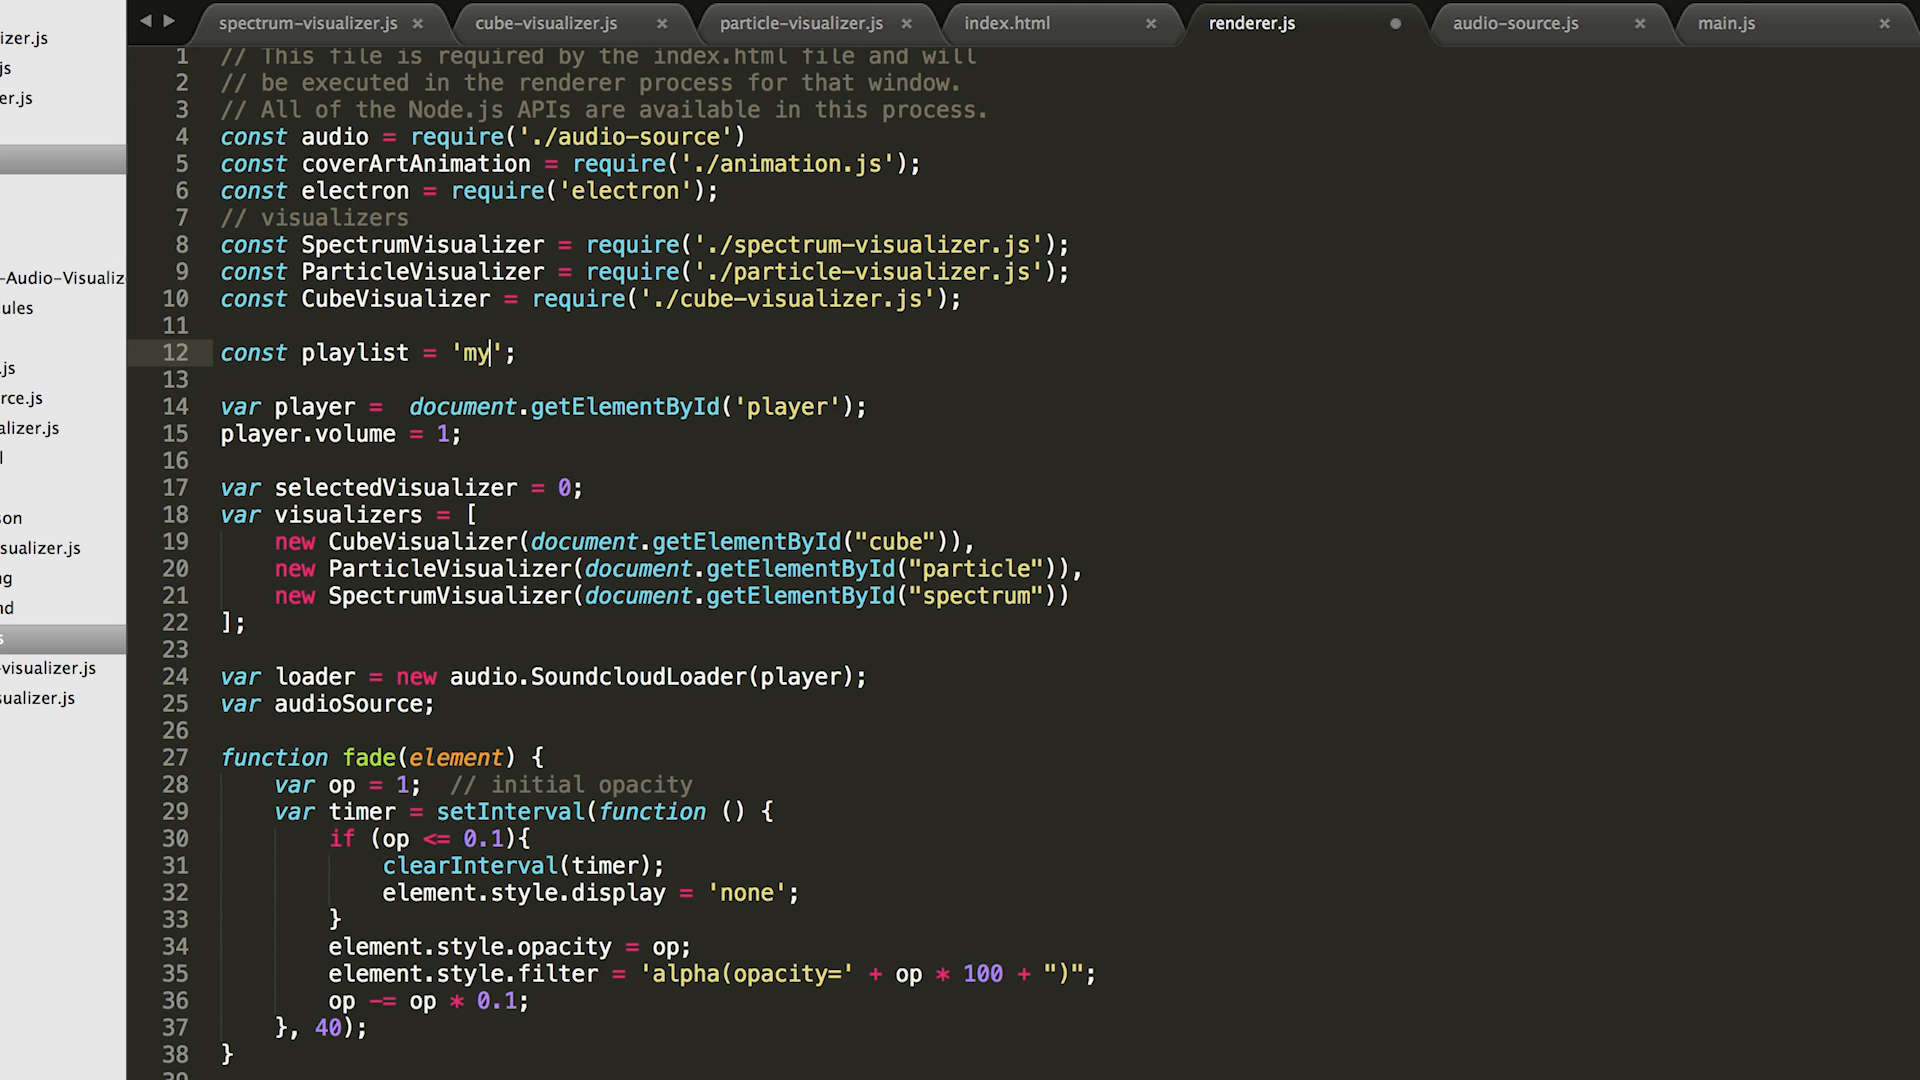 spectrum-visualizer.js × cube-visualizer.js × particle-visualizer.js × index.html × renderer.js ● audio-source.js × main.js ×
izer.js
js
er.js
-Audio-Visualiz
ules
.js
rce.js
alizer.js
l
son
sualizer.js
g
nd
s
-visualizer.js
sualizer.js
1 // This file is required by the index.html file and will
2 // be executed in the renderer process for that window.
3 // All of the Node.js APIs are available in this process.
4 const audio = require('./audio-source')
5 const coverArtAnimation = require('./animation.js');
6 const electron = require('electron');
7 // visualizers
8 const SpectrumVisualizer = require('./spectrum-visualizer.js');
9 const ParticleVisualizer = require('./particle-visualizer.js');
10 const CubeVisualizer = require('./cube-visualizer.js');
11
12 const playlist = 'my';
13
14 var player =  document.getElementById('player');
15 player.volume = 1;
16
17 var selectedVisualizer = 0;
18 var visualizers = [
19     new CubeVisualizer(document.getElementById("cube")),
20     new ParticleVisualizer(document.getElementById("particle")),
21     new SpectrumVisualizer(document.getElementById("spectrum"))
22 ];
23
24 var loader = new audio.SoundcloudLoader(player);
25 var audioSource;
26
27 function fade(element) {
28     var op = 1;  // initial opacity
29     var timer = setInterval(function () {
30         if (op <= 0.1){
31             clearInterval(timer);
32             element.style.display = 'none';
33         }
34         element.style.opacity = op;
35         element.style.filter = 'alpha(opacity=' + op * 100 + ")";
36         op -= op * 0.1;
37     }, 40);
38 }
39